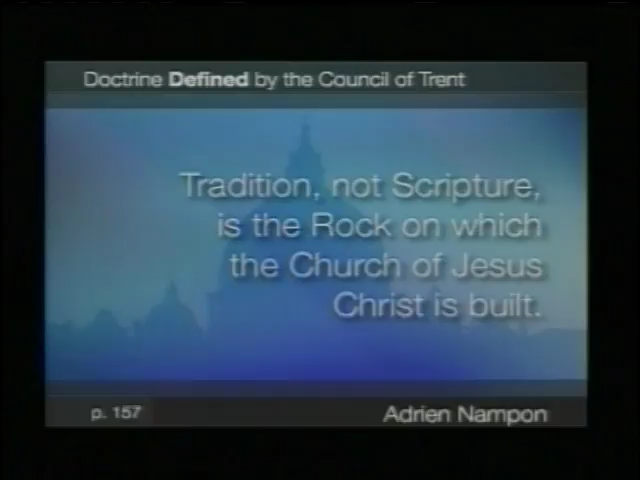 Doctrine Defined by the Council of Trent
Tradition, not Scripture,
is the Rock on which
the Church of Jesus
Christ is built.
p. 157
Adrien Nampon